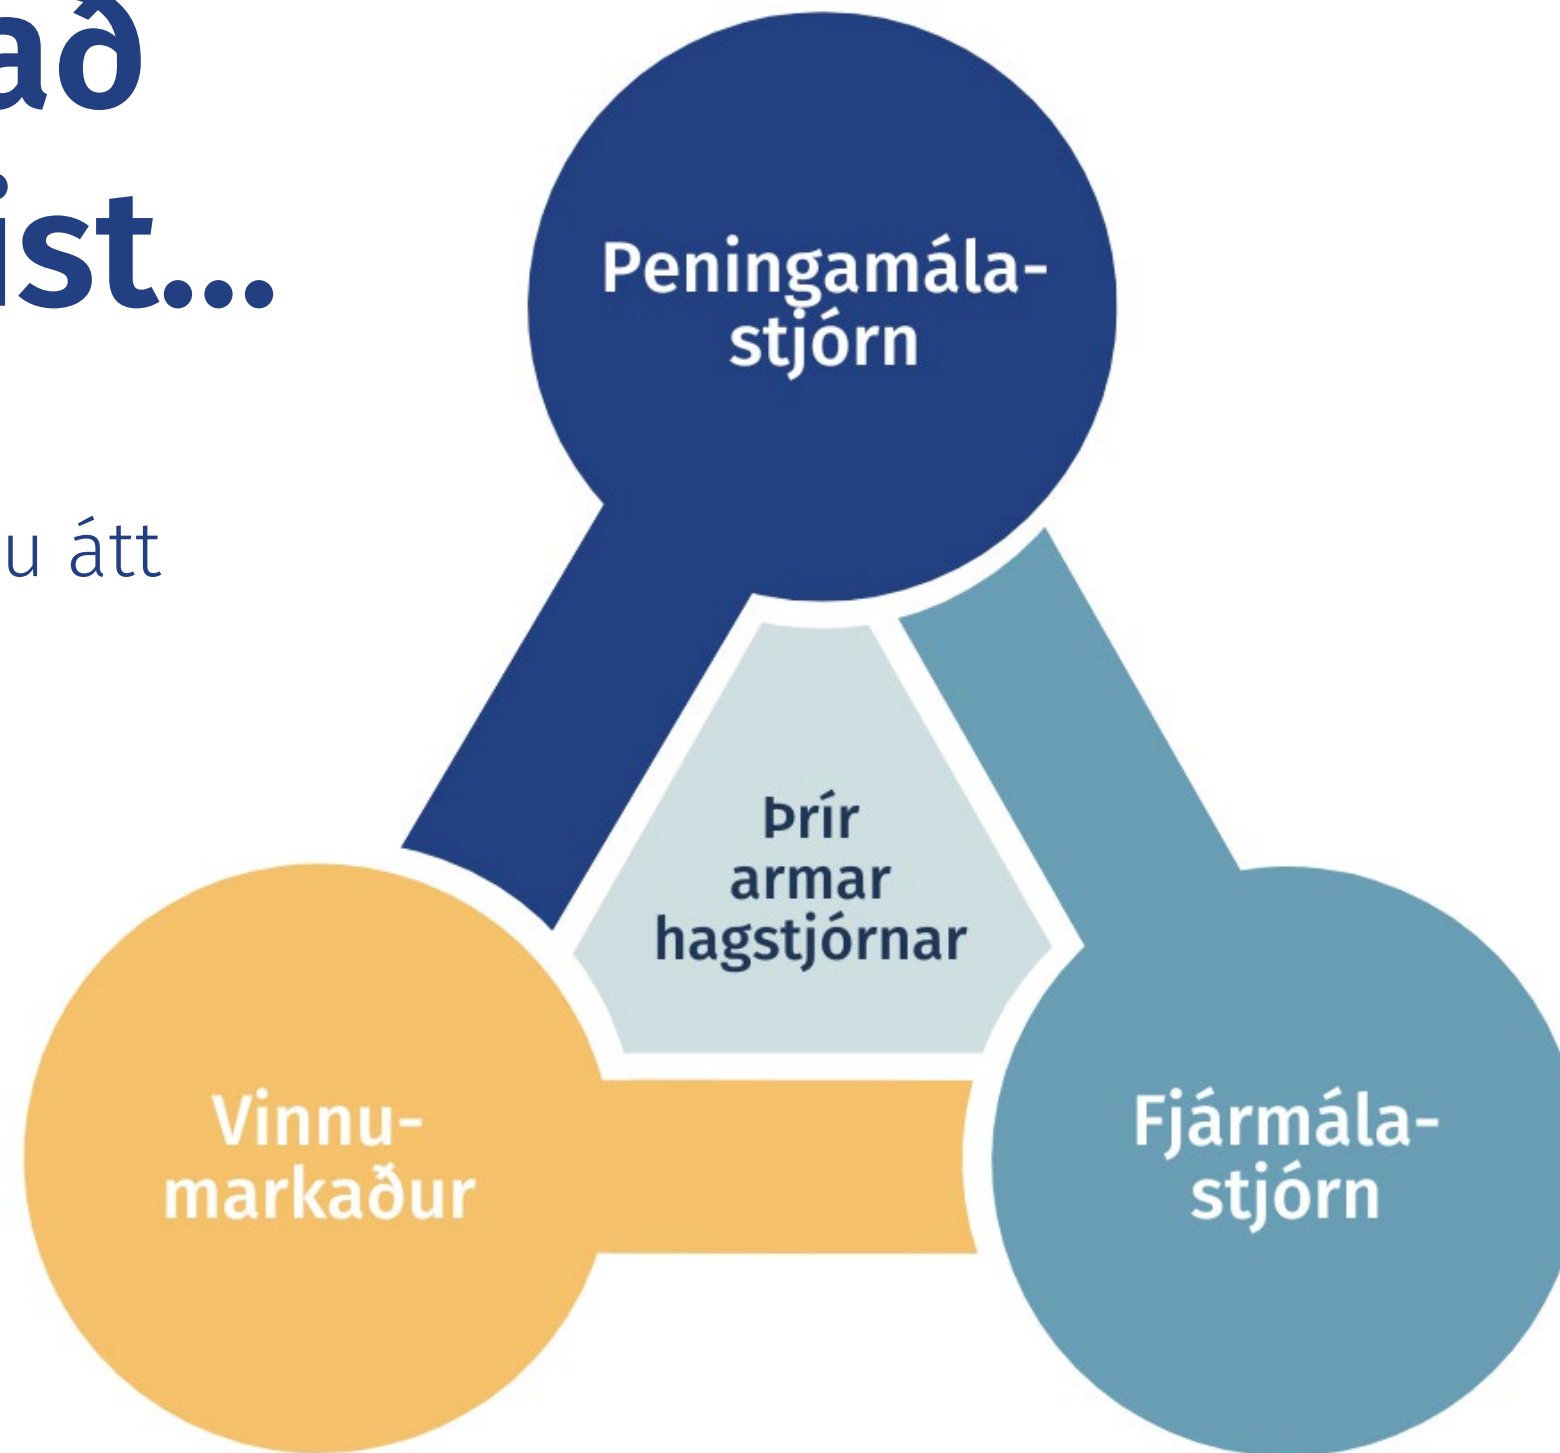 að
ist...
u átt
Peningamála-
stjórn
Þrír
armar
hagstjórnar
Vinnu-
markaður
Fjármála-
stjórn